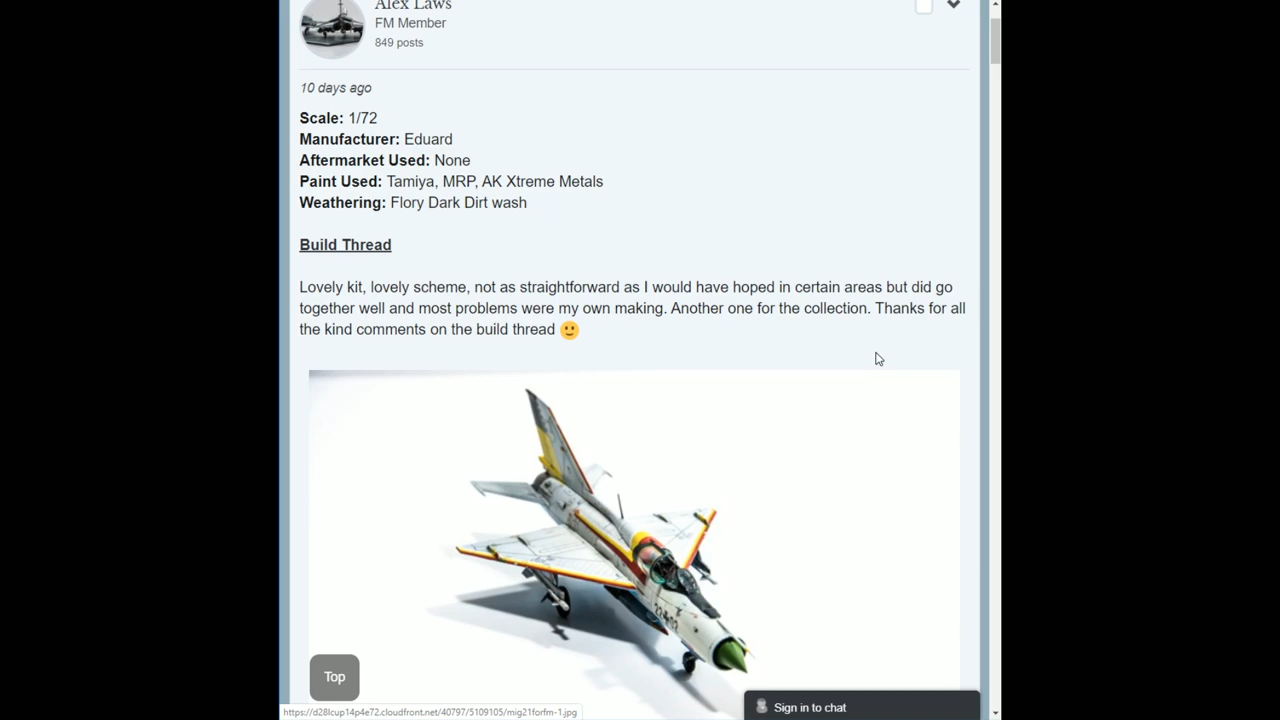 Alex Laws
FM Member
849 posts
10 days ago
Scale: 1/72
Manufacturer: Eduard
Aftermarket Used: None
Paint Used: Tamiya, MRP, AK Xtreme Metals
Weathering: Flory Dark Dirt wash
Build Thread
Lovely kit, lovely scheme, not as straightforward as I would have hoped in certain areas but did go
together well and most problems were my own making. Another one for the collection. Thanks for all
the kind comments on the build thread 🙂
Top
Sign in to chat
https://d28lcup14p4e72.cloudfront.net/40797/5109105/mig21forfm-1.jpg